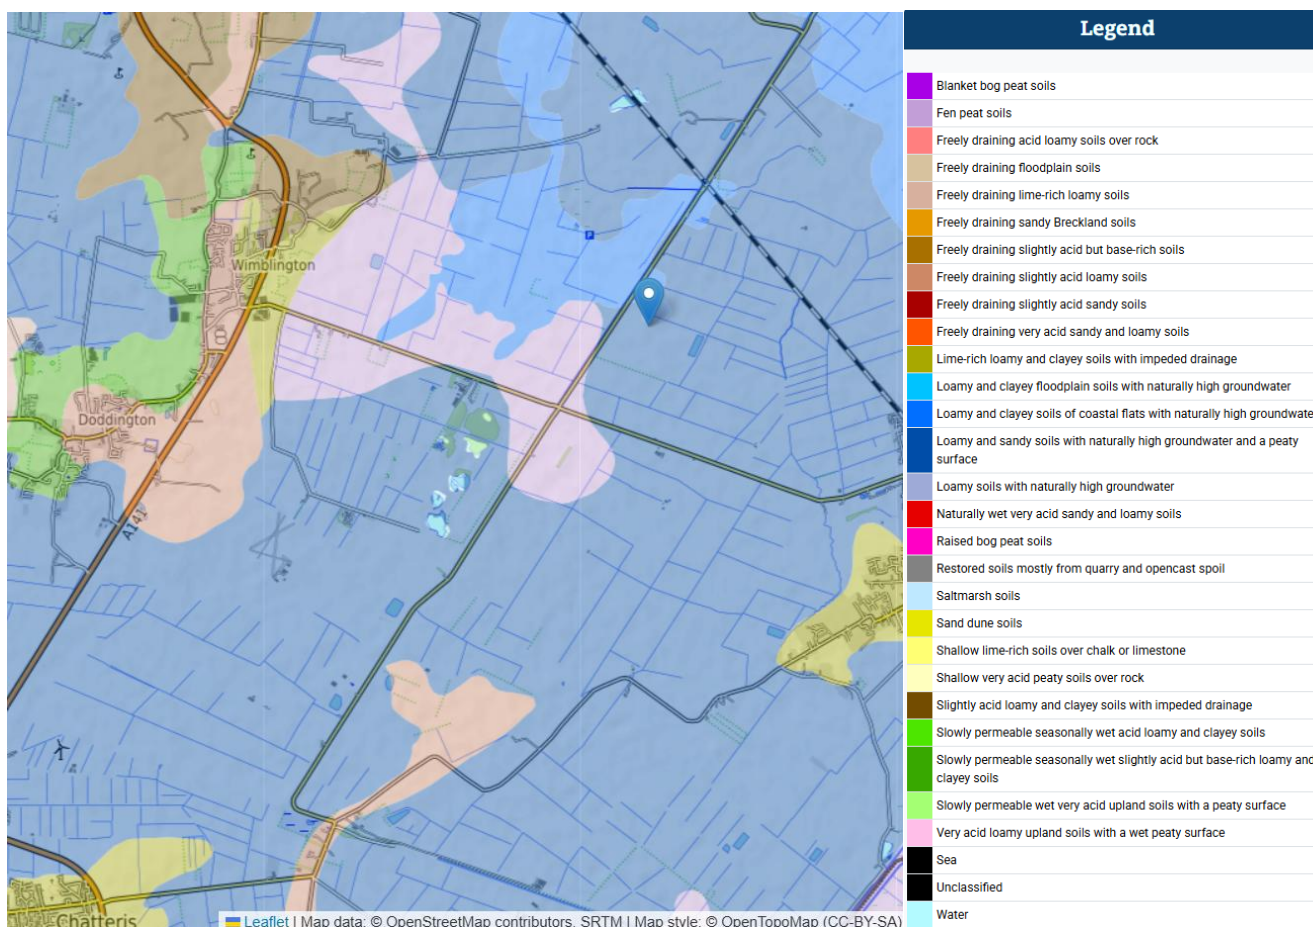 Legend
Blanket bog peat soils
Fen peat soils
Freely draining acid loamy soils over rock
Freely draining floodplain soils
Freely draining lime-rich loamy soils
Freely draining sandy Breckland soils
Freely draining slightly acid but base-rich soils
Freely draining slightly acid loamy soils
Freely draining slightly acid sandy soils
Freely draining very acid sandy and loamy soils
Lime-rich loamy and clayey soils with impeded drainage
Loamy and clayey floodplain soils with naturally high groundwater
Loamy and clayey soils of coastal flats with naturally high groundwate
Loamy and sandy soils with naturally high groundwater and a peaty
surface
Loamy soils with naturally high groundwater
Naturally wet very acid sandy and loamy soils
Raised bog peat soils
Restored soils mostly from quarry and opencast spoil
Saltmarsh soils
Sand dune soils
Shallow lime-rich soils over chalk or limestone
Shallow very acid peaty soils over rock
Slightly acid loamy and clayey soils with impeded drainage
Slowly permeable seasonally wet acid loamy and clayey soils
Slowly permeable seasonally wet slightly acid but base-rich loamy and
clayey soils
Slowly permeable wet very acid upland soils with a peaty surface
Very acid loamy upland soils with a wet peaty surface
Sea
Unclassified
Water
Wimblington
P
Doddington
A141
Chatteris
Leaflet | Map data: © OpenStreetMap contributors, SRTM | Map style: © OpenTopoMap (CC-BY-SA)